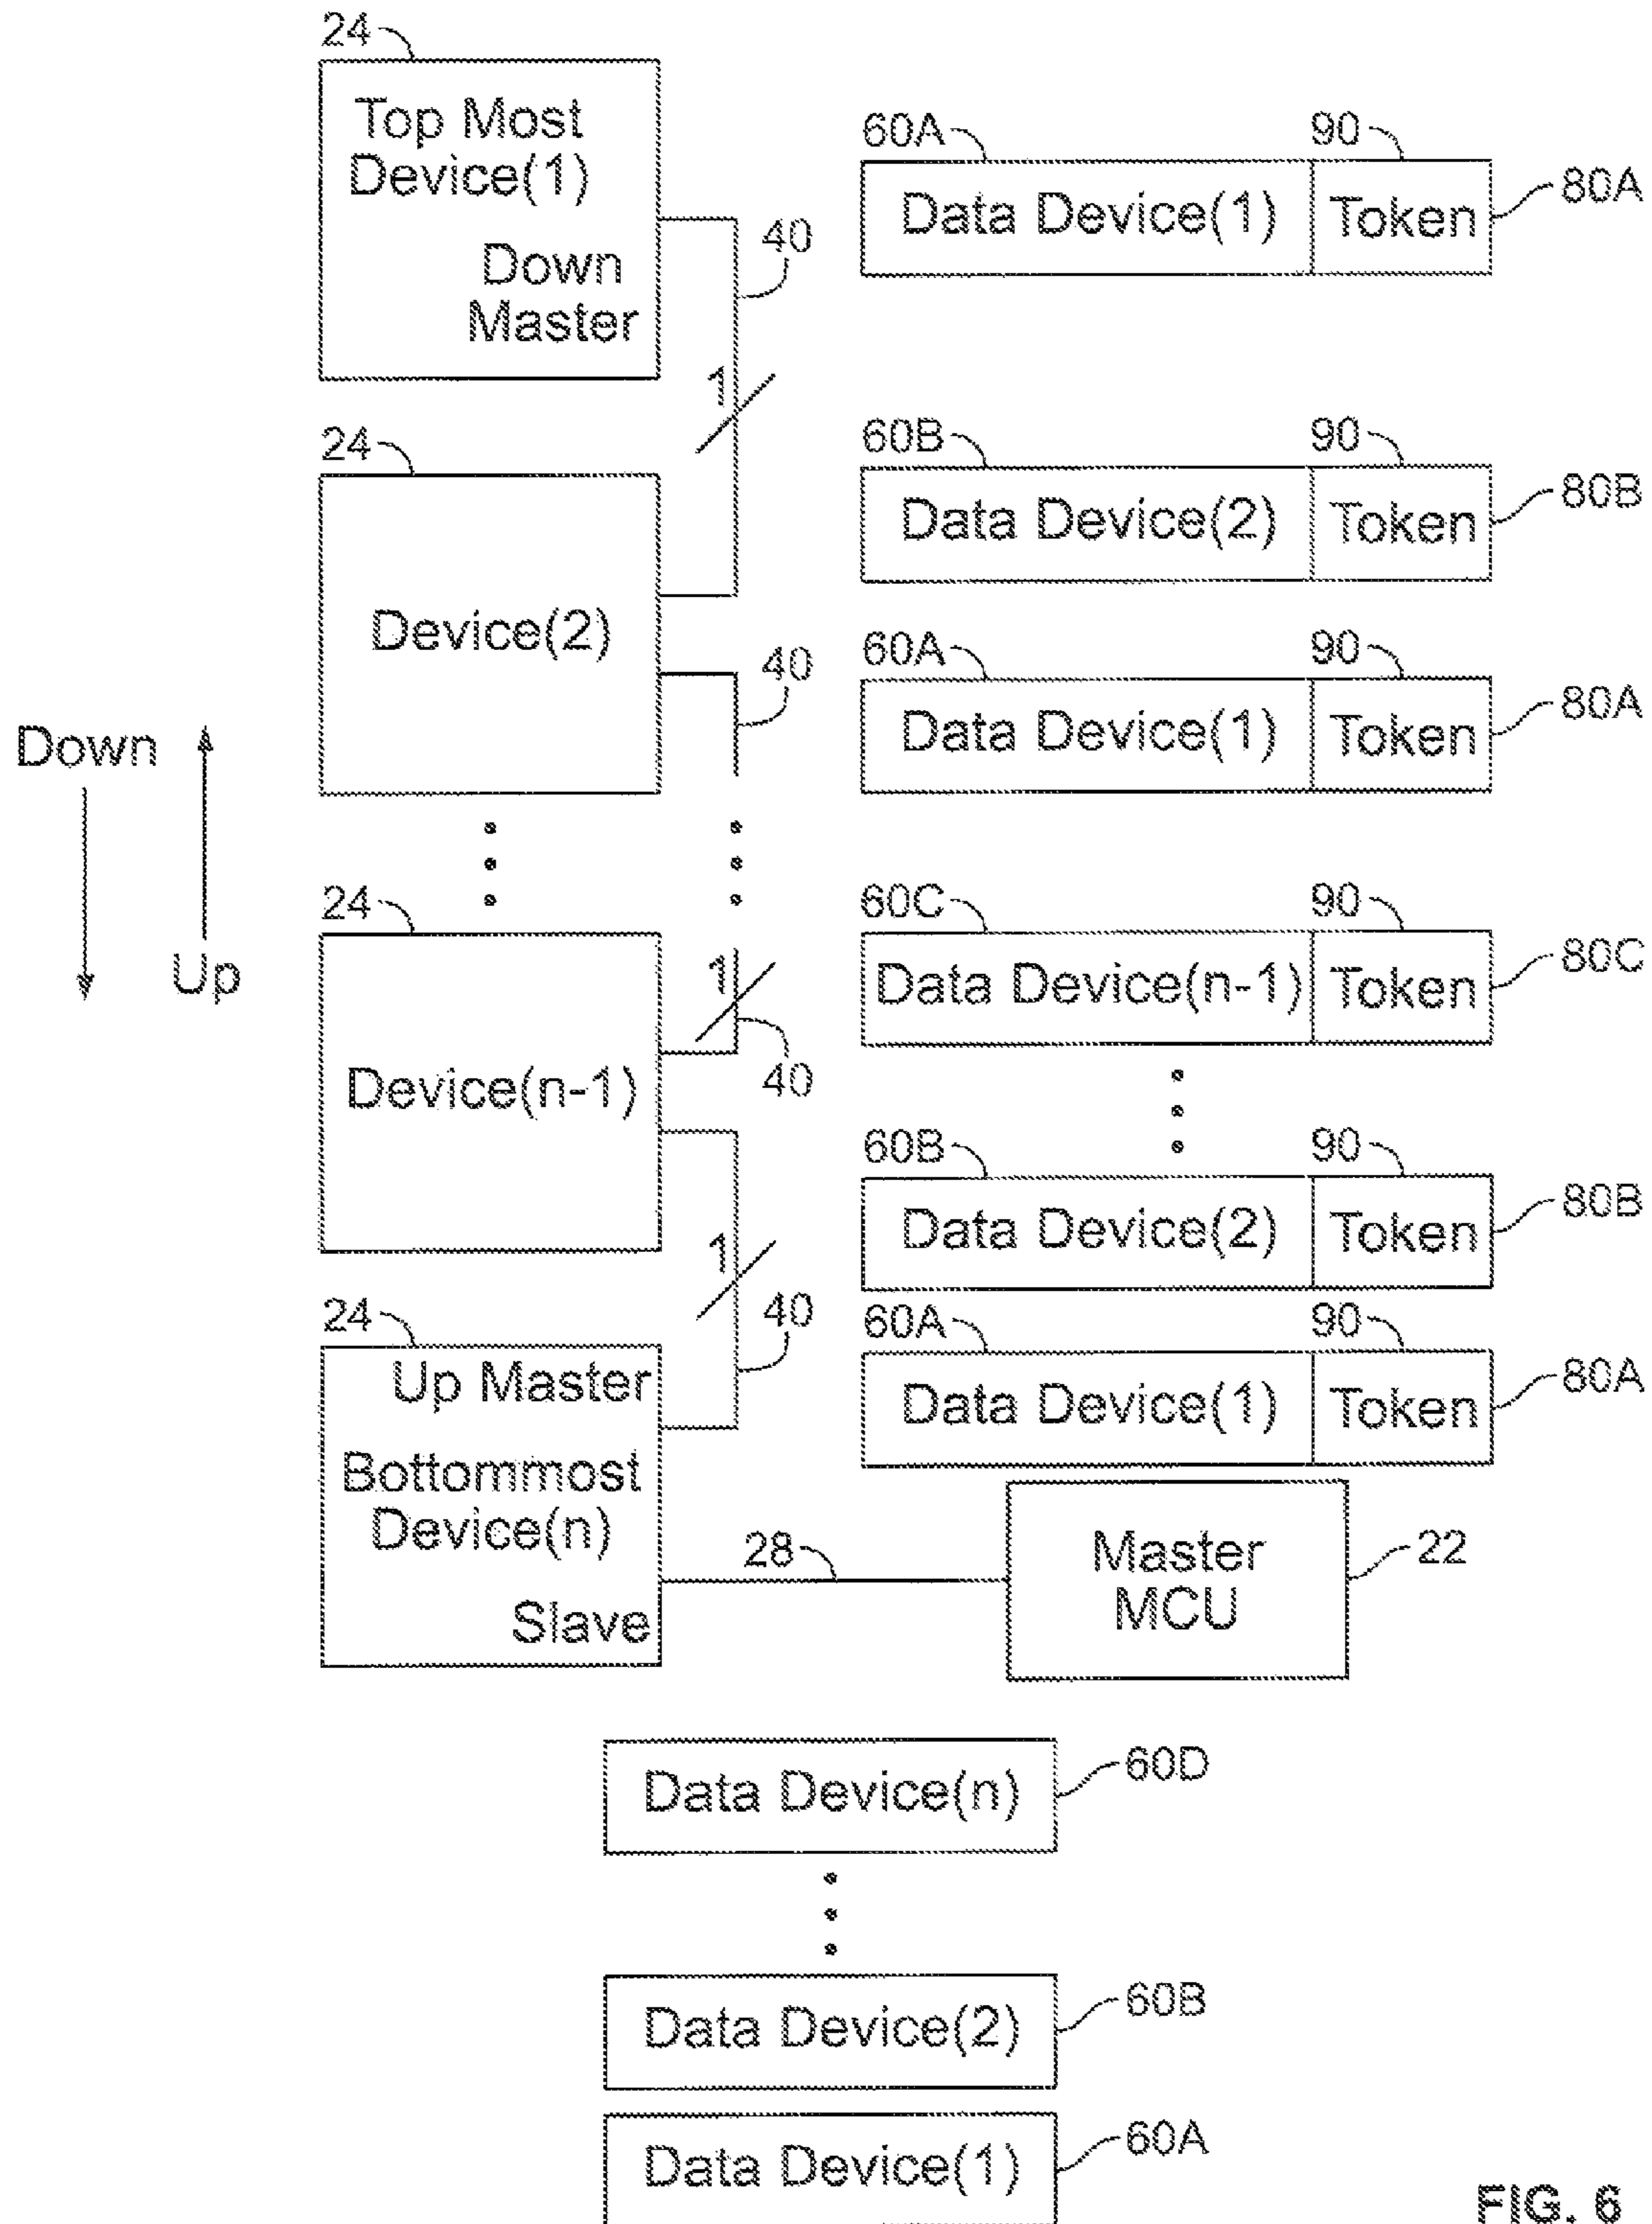 24
Top Most
Device(1)
Down
Master
40
1
60A
90
Data Device(1)
Token
80A
24
Device(2)
40
60B
90
Data Device(2)
Token
80B
60A
90
Data Device(1)
Token
80A
Down
Up
24
Device(n-1)
1
40
60C
90
Data Device(n-1)
Token
80C
60B
90
Data Device(2)
Token
80B
1
40
24
Up Master
Bottommost
Device(n)
Slave
60A
90
Data Device(1)
Token
80A
28
Master
MCU
22
Data Device(n)
60D
Data Device(2)
60B
Data Device(1)
60A
FIG. 6